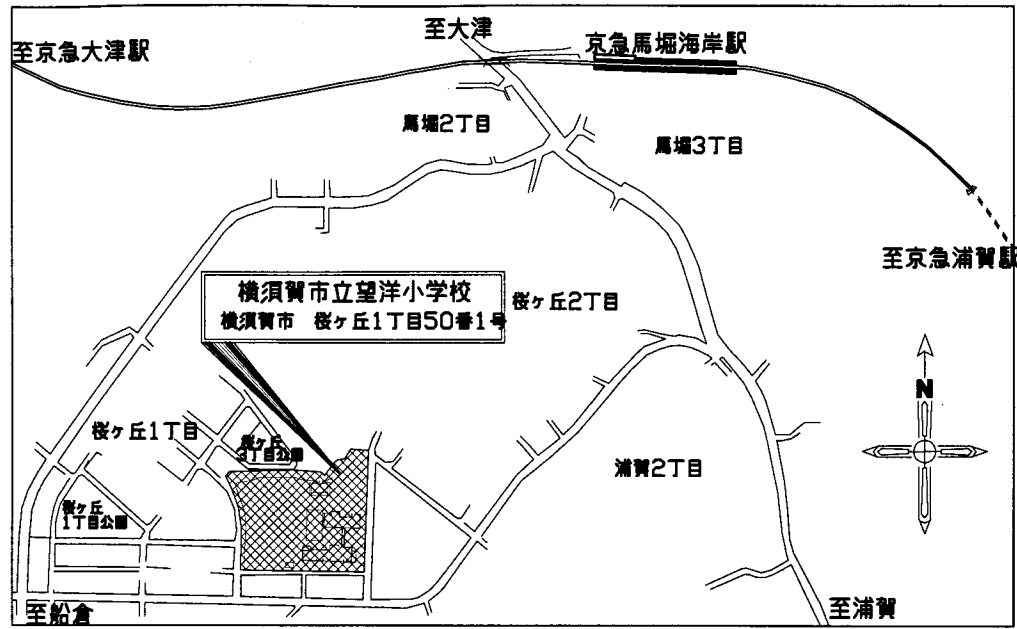 至大津
至京急大津駅
京急馬堀海岸駅
馬堀2丁目
馬堀3丁目
至京急浦賀駅
横須賀市立望洋小学校
横須賀市 桜ヶ丘1丁目50番1号
桜ヶ丘2丁目
N
桜ヶ丘1丁目
桜ヶ丘
3丁目公園
浦賀2丁目
桜ヶ丘
1丁目公園
至船倉
至浦賀